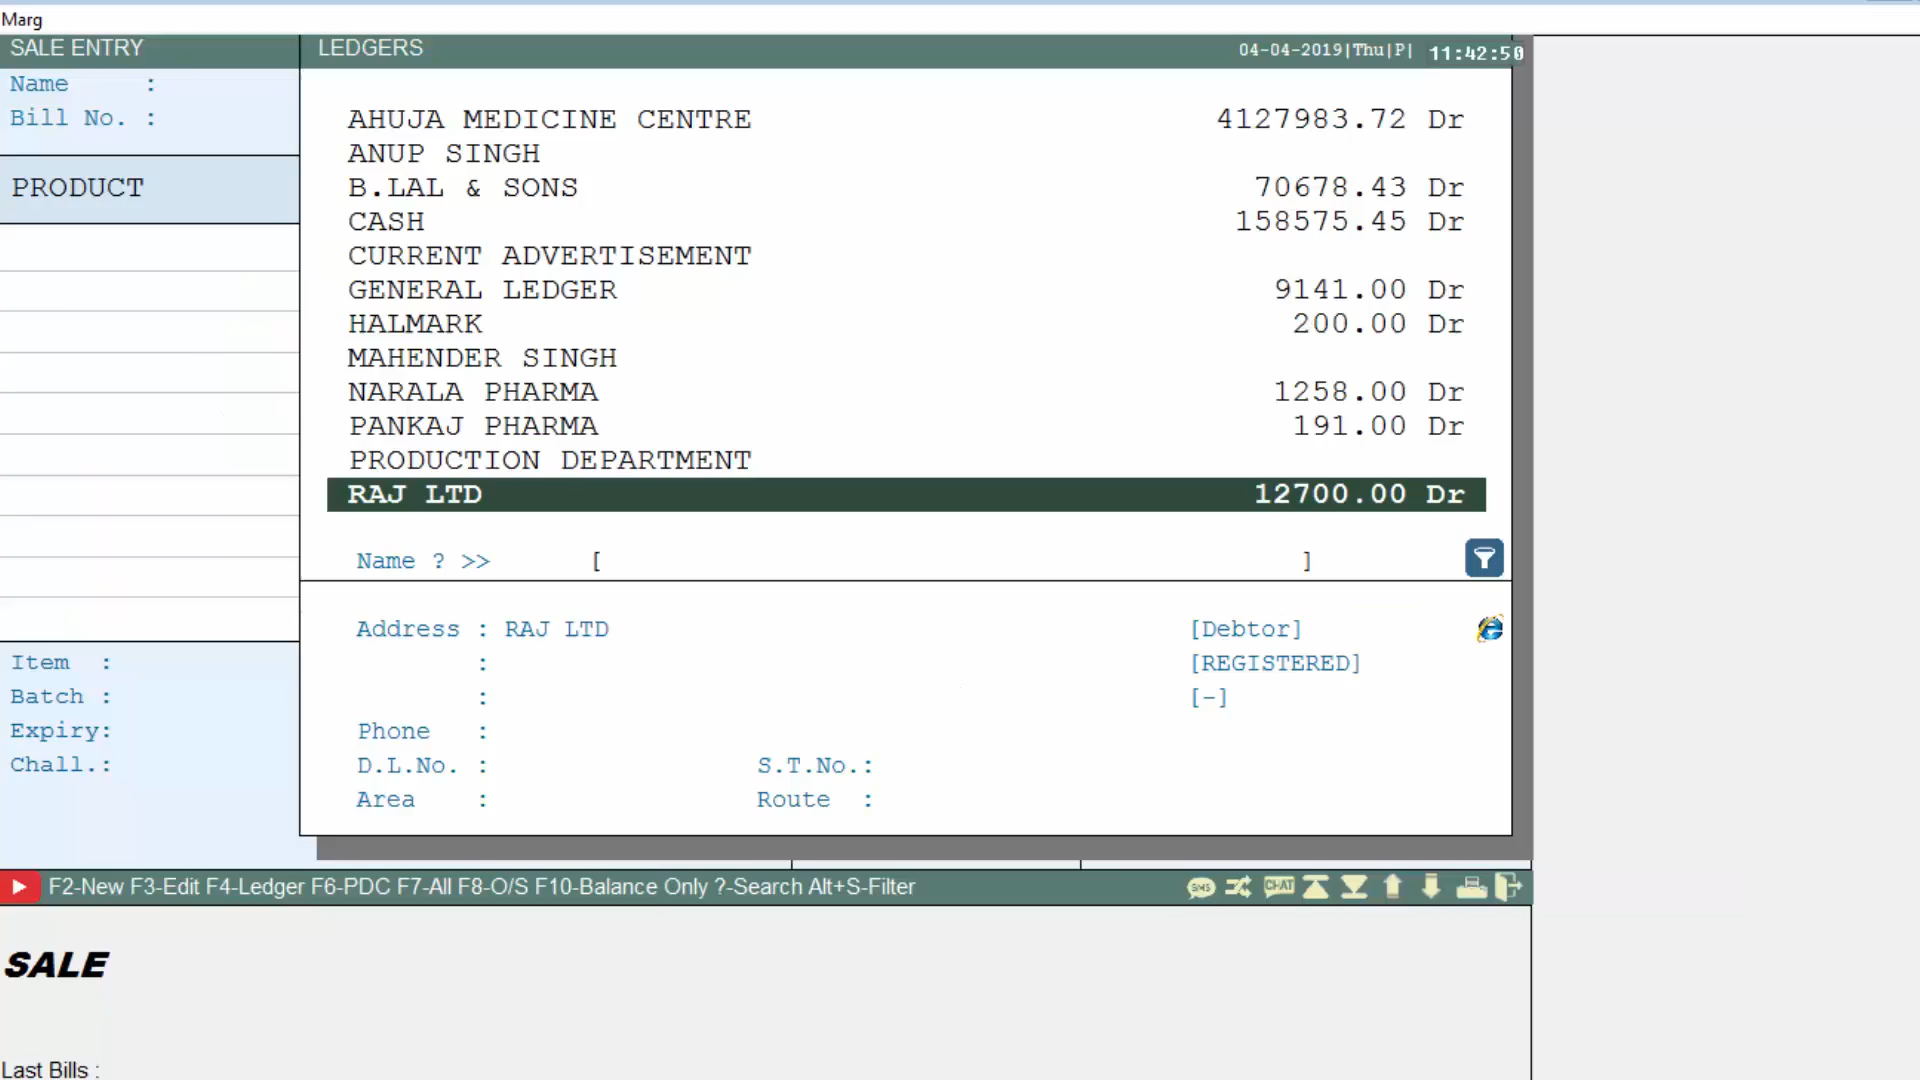 Marg
SALE ENTRY
LEDGERS
04-04-2019|Thu|P| 11:42:50
Name :
Bill No. :
PRODUCT
AHUJA MEDICINE CENTRE 4127983.72 Dr
ANUP SINGH
B.LAL & SONS 70678.43 Dr
CASH 158575.45 Dr
CURRENT ADVERTISEMENT
GENERAL LEDGER 9141.00 Dr
HALMARK 200.00 Dr
MAHENDER SINGH
NARALA PHARMA 1258.00 Dr
PANKAJ PHARMA 191.00 Dr
PRODUCTION DEPARTMENT
RAJ LTD 12700.00 Dr
Name ? >> [ ]
Address : RAJ LTD [Debtor]
: [REGISTERED]
: [-]
Phone :
D.L.No. : S.T.No.:
Area : Route :
Item :
Batch :
Expiry:
Chall.:
F2-New F3-Edit F4-Ledger F6-PDC F7-All F8-O/S F10-Balance Only ?-Search Alt+S-Filter
SMS
CHAT
SALE
Last Bills :